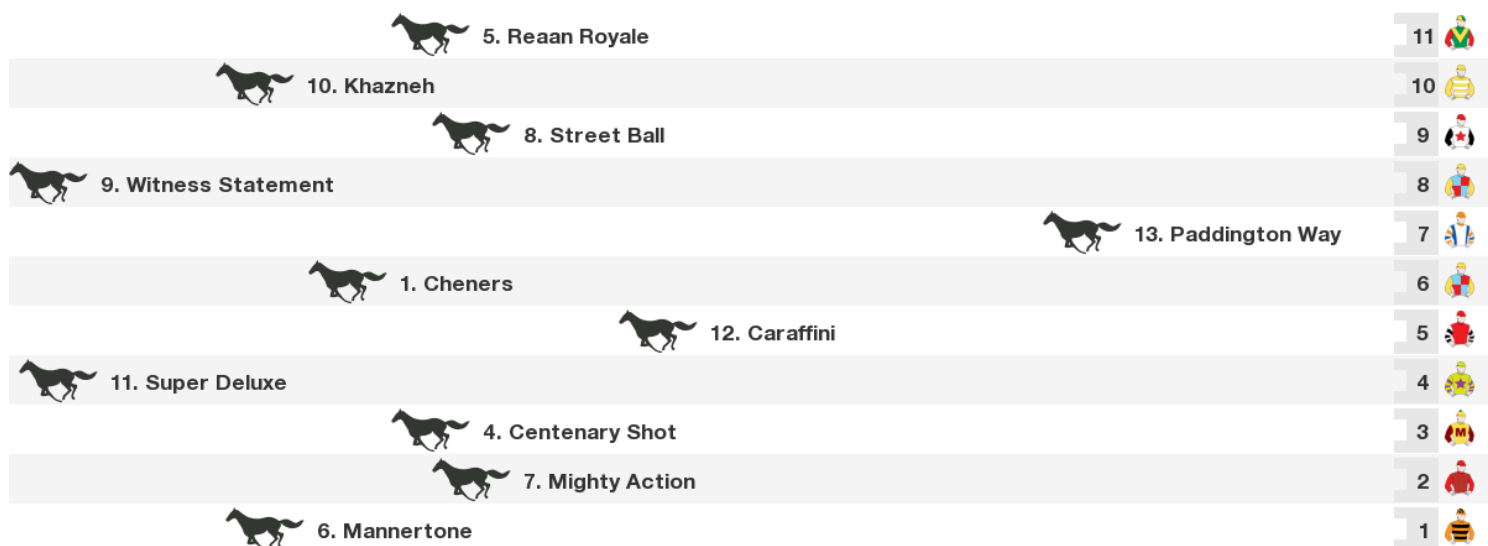 5. Reaan Royale 11
10. Khazneh 10
8. Street Ball 9
9. Witness Statement 8
13. Paddington Way 7
1. Cheners 6
12. Caraffini 5
11. Super Deluxe 4
4. Centenary Shot 3 M
7. Mighty Action 2
6. Mannertone 1